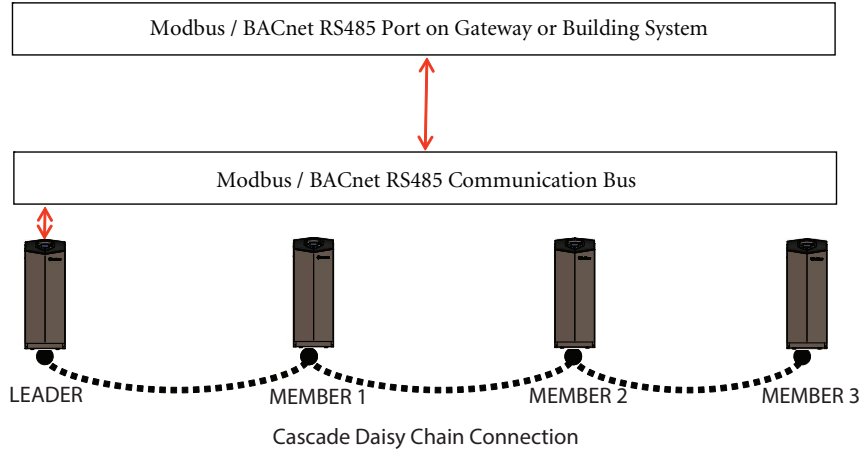 Modbus / BACnet RS485 Port on Gateway or Building System
Modbus / BACnet RS485 Communication Bus
LEADER
MEMBER 1
MEMBER 2
MEMBER 3
Cascade Daisy Chain Connection